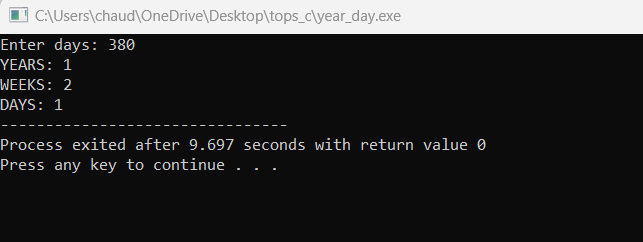 C:\Users\chaud\OneDrive\Desktop\tops_c\year_day.exe
Enter days: 380
YEARS: 1
WEEKS: 2
DAYS: 1
--------------------------------
Process exited after 9.697 seconds with return value 0
Press any key to continue . . .